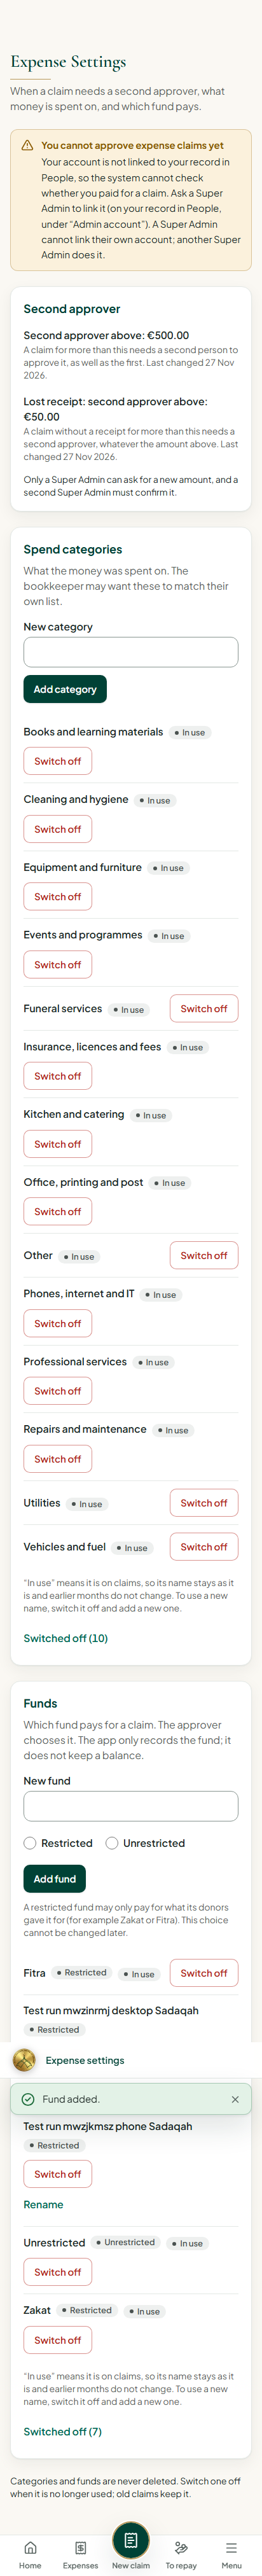 Expense Settings
When a claim needs a second approver, what
money is spent on, and which fund pays.
You cannot approve expense claims yet
Your account is not linked to your record in
People, so the system cannot check
whether you paid for a claim. Ask a Super
Admin to link it (on your record in People,
under “Admin account”). A Super Admin
cannot link their own account; another Super
Admin does it.
Second approver
Second approver above: €500.00
A claim for more than this needs a second person to
approve it, as well as the first. Last changed 27 Nov
2026.
Lost receipt: second approver above:
€50.00
A claim without a receipt for more than this needs a
second approver, whatever the amount above. Last
changed 27 Nov 2026.
Only a Super Admin can ask for a new amount, and a
second Super Admin must confirm it.
Spend categories
What the money was spent on. The
bookkeeper may want these to match their
own list.
New category
Add category
Books and learning materials In use
Switch off
Cleaning and hygiene In use
Switch off
Equipment and furniture In use
Switch off
Events and programmes In use
Switch off
Funeral services In use Switch off
Insurance, licences and fees In use
Switch off
Kitchen and catering In use
Switch off
Office, printing and post In use
Switch off
Other In use Switch off
Phones, internet and IT In use
Switch off
Professional services In use
Switch off
Repairs and maintenance In use
Switch off
Utilities In use Switch off
Vehicles and fuel In use Switch off
“In use” means it is on claims, so its name stays as it
is and earlier months do not change. To use a new
name, switch it off and add a new one.
Switched off (10)
Funds
Which fund pays for a claim. The approver
chooses it. The app only records the fund; it
does not keep a balance.
New fund
Restricted Unrestricted
Add fund
A restricted fund may only pay for what its donors
gave it for (for example Zakat or Fitra). This choice
cannot be changed later.
Fitra Restricted In use Switch off
Test run mwzinrmj desktop Sadaqah
Restricted
Expense settings
Fund added.
Test run mwzjkmsz phone Sadaqah
Restricted
Switch off
Rename
Unrestricted Unrestricted In use
Switch off
Zakat Restricted In use
Switch off
“In use” means it is on claims, so its name stays as it
is and earlier months do not change. To use a new
name, switch it off and add a new one.
Switched off (7)
Categories and funds are never deleted. Switch one off
when it is no longer used; old claims keep it.
Home Expenses New claim To repay Menu